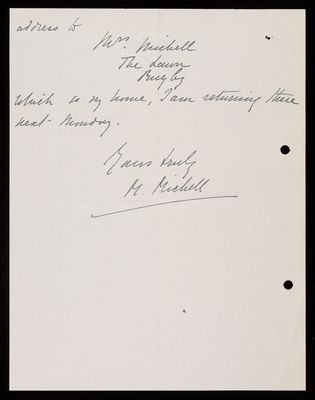 address to
Mrs. Michell
The Lawn
Rugby
which is my home, I am returning there
next Monday.
Yours truly
M. Michell